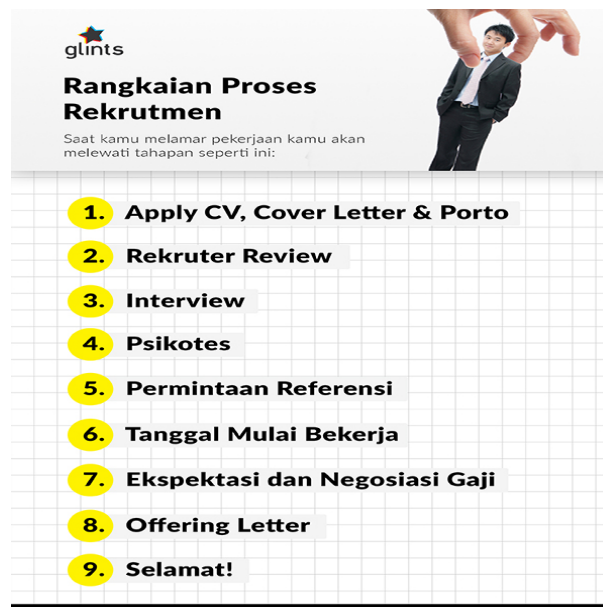 glints
Rangkaian Proses
Rekrutmen
Saat kamu melamar pekerjaan kamu akan
melewati tahapan seperti ini:
1. Apply CV, Cover Letter & Porto
2. Rekruter Review
3. Interview
4. Psikotes
5. Permintaan Referensi
6. Tanggal Mulai Bekerja
7. Ekspektasi dan Negosiasi Gaji
8. Offering Letter
9. Selamat!